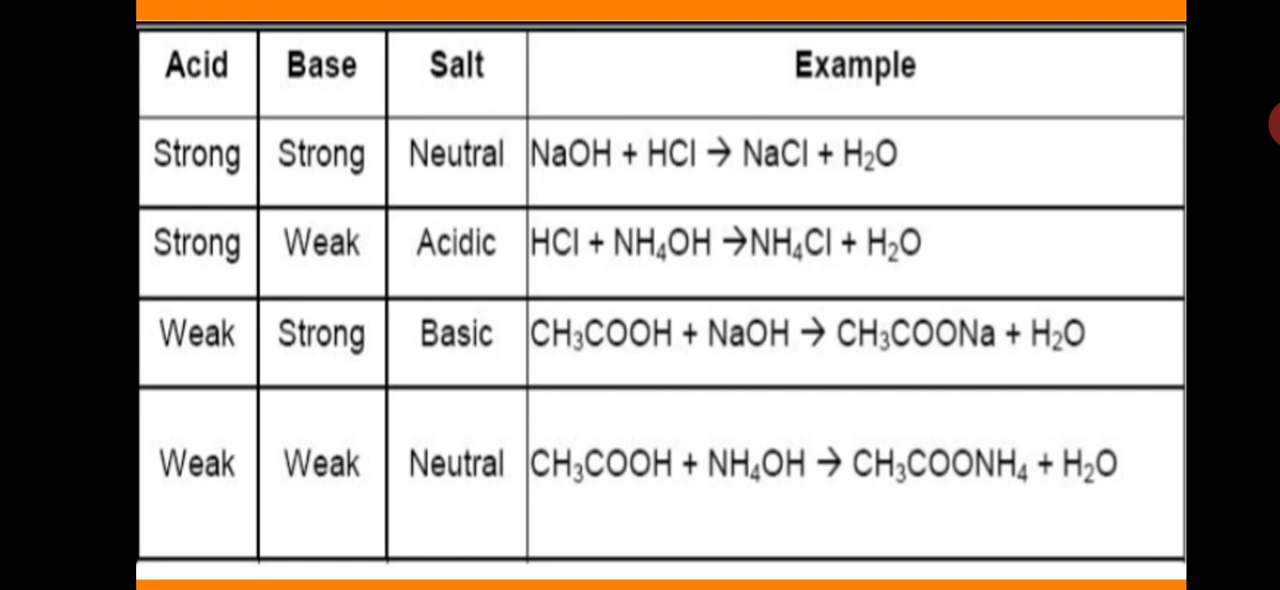 Acid Base Salt Example
Strong Strong Neutral NaOH + HCl → NaCl + H₂O
Strong Weak Acidic HCl + NH₄OH →NH₄Cl + H₂O
Weak Strong Basic CH₃COOH + NaOH → CH₃COONa + H₂O
Weak Weak Neutral CH₃COOH + NH₄OH → CH₃COONH₄ + H₂O